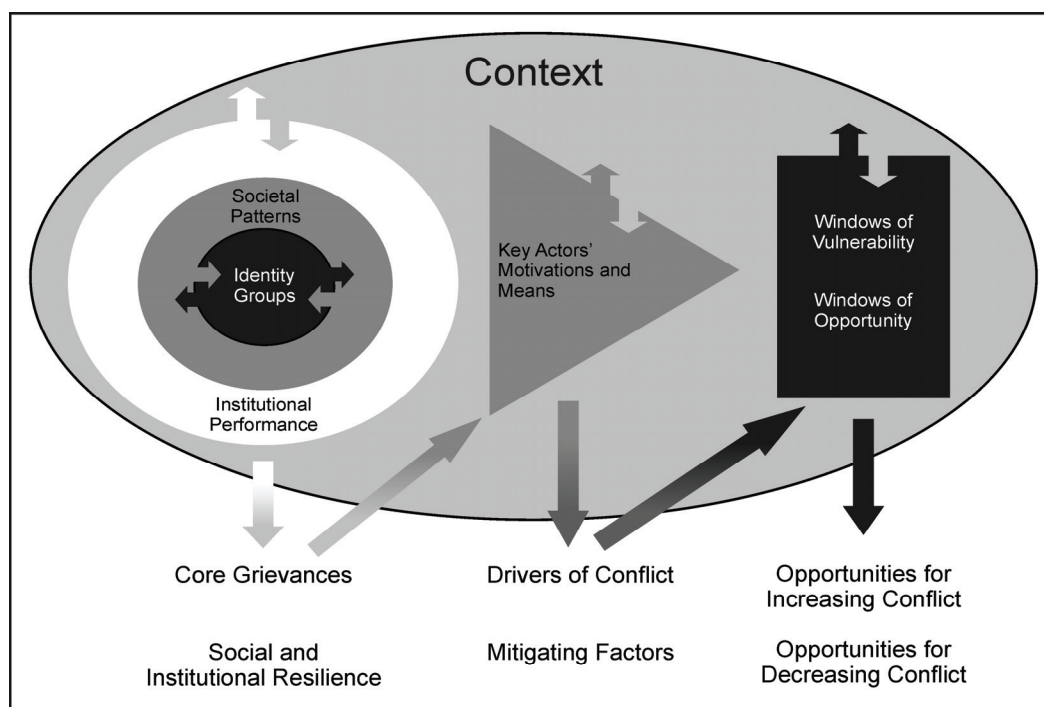 Context
Societal
Patterns
Identity
Groups
Institutional
Performance
Key Actors'
Motivations and
Means
Windows of
Vulnerability
Windows of
Opportunity
Core Grievances
Social and
Institutional Resilience
Drivers of Conflict
Mitigating Factors
Opportunities for
Increasing Conflict
Opportunities for
Decreasing Conflict